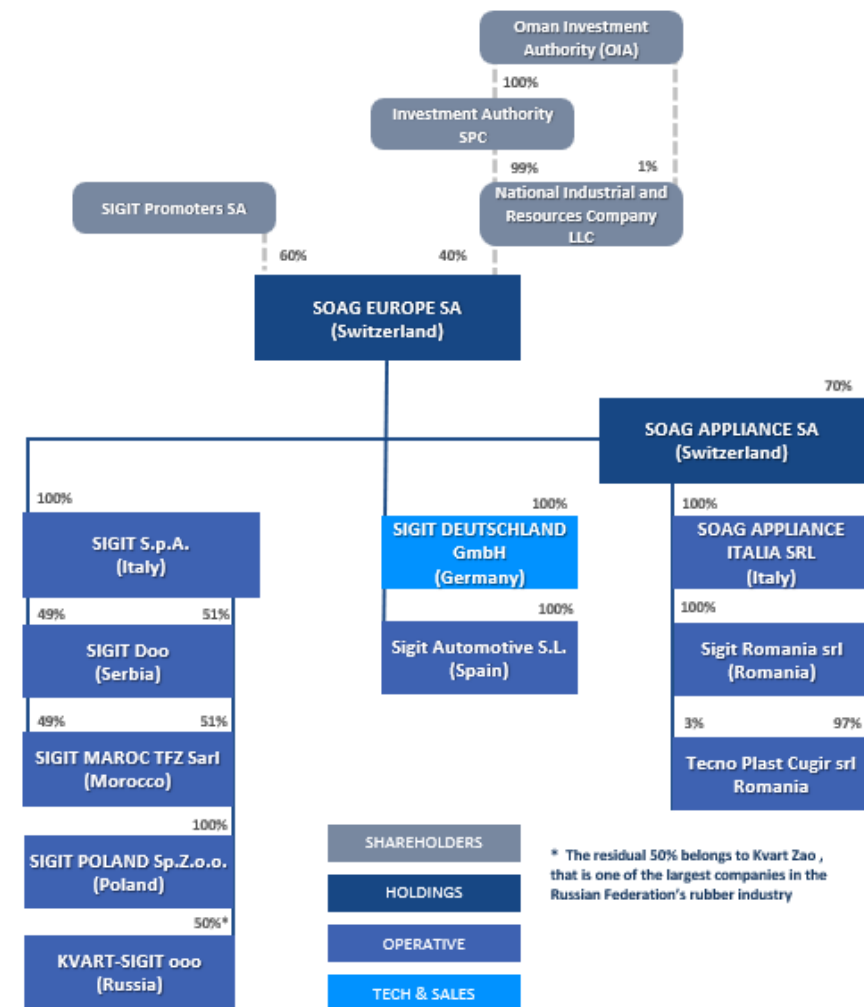 Oman Investment
Authority (OIA)
100%
Investment Authority
SPC
99%
1%
SIGIT Promoters SA
National Industrial and
Resources Company
LLC
60%
40%
SOAG EUROPE SA
(Switzerland)
70%
SOAG APPLIANCE SA
(Switzerland)
100%
SIGIT S.p.A.
(Italy)
100%
SIGIT DEUTSCHLAND
GmbH
(Germany)
100%
SOAG APPLIANCE
ITALIA SRL
(Italy)
49%
51%
SIGIT Doo
(Serbia)
100%
Sigit Automotive S.L.
(Spain)
100%
Sigit Romania srl
(Romania)
49%
51%
SIGIT MAROC TFZ Sarl
(Morocco)
3%
97%
Tecno Plast Cugir srl
Romania
100%
SIGIT POLAND Sp.Z.o.o.
(Poland)
50%*
KVART-SIGIT ooo
(Russia)
SHAREHOLDERS
HOLDINGS
OPERATIVE
TECH & SALES
* The residual 50% belongs to Kvart Zao ,
that is one of the largest companies in the
Russian Federation's rubber industry